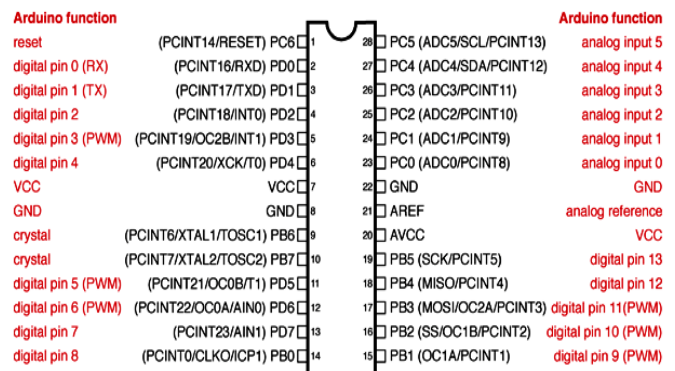 Arduino function Arduino function
reset (PCINT14/RESET) PC6 1 28 PC5 (ADC5/SCL/PCINT13) analog input 5
digital pin 0 (RX) (PCINT16/RXD) PD0 2 27 PC4 (ADC4/SDA/PCINT12) analog input 4
digital pin 1 (TX) (PCINT17/TXD) PD1 3 26 PC3 (ADC3/PCINT11) analog input 3
digital pin 2 (PCINT18/INT0) PD2 4 25 PC2 (ADC2/PCINT10) analog input 2
digital pin 3 (PWM) (PCINT19/OC2B/INT1) PD3 5 24 PC1 (ADC1/PCINT9) analog input 1
digital pin 4 (PCINT20/XCK/T0) PD4 6 23 PC0 (ADC0/PCINT8) analog input 0
VCC VCC 7 22 GND GND
GND GND 8 21 AREF analog reference
crystal (PCINT6/XTAL1/TOSC1) PB6 9 20 AVCC VCC
crystal (PCINT7/XTAL2/TOSC2) PB7 10 19 PB5 (SCK/PCINT5) digital pin 13
digital pin 5 (PWM) (PCINT21/OC0B/T1) PD5 11 18 PB4 (MISO/PCINT4) digital pin 12
digital pin 6 (PWM) (PCINT22/OC0A/AIN0) PD6 12 17 PB3 (MOSI/OC2A/PCINT3) digital pin 11(PWM)
digital pin 7 (PCINT23/AIN1) PD7 13 16 PB2 (SS/OC1B/PCINT2) digital pin 10 (PWM)
digital pin 8 (PCINT0/CLKO/ICP1) PB0 14 15 PB1 (OC1A/PCINT1) digital pin 9 (PWM)